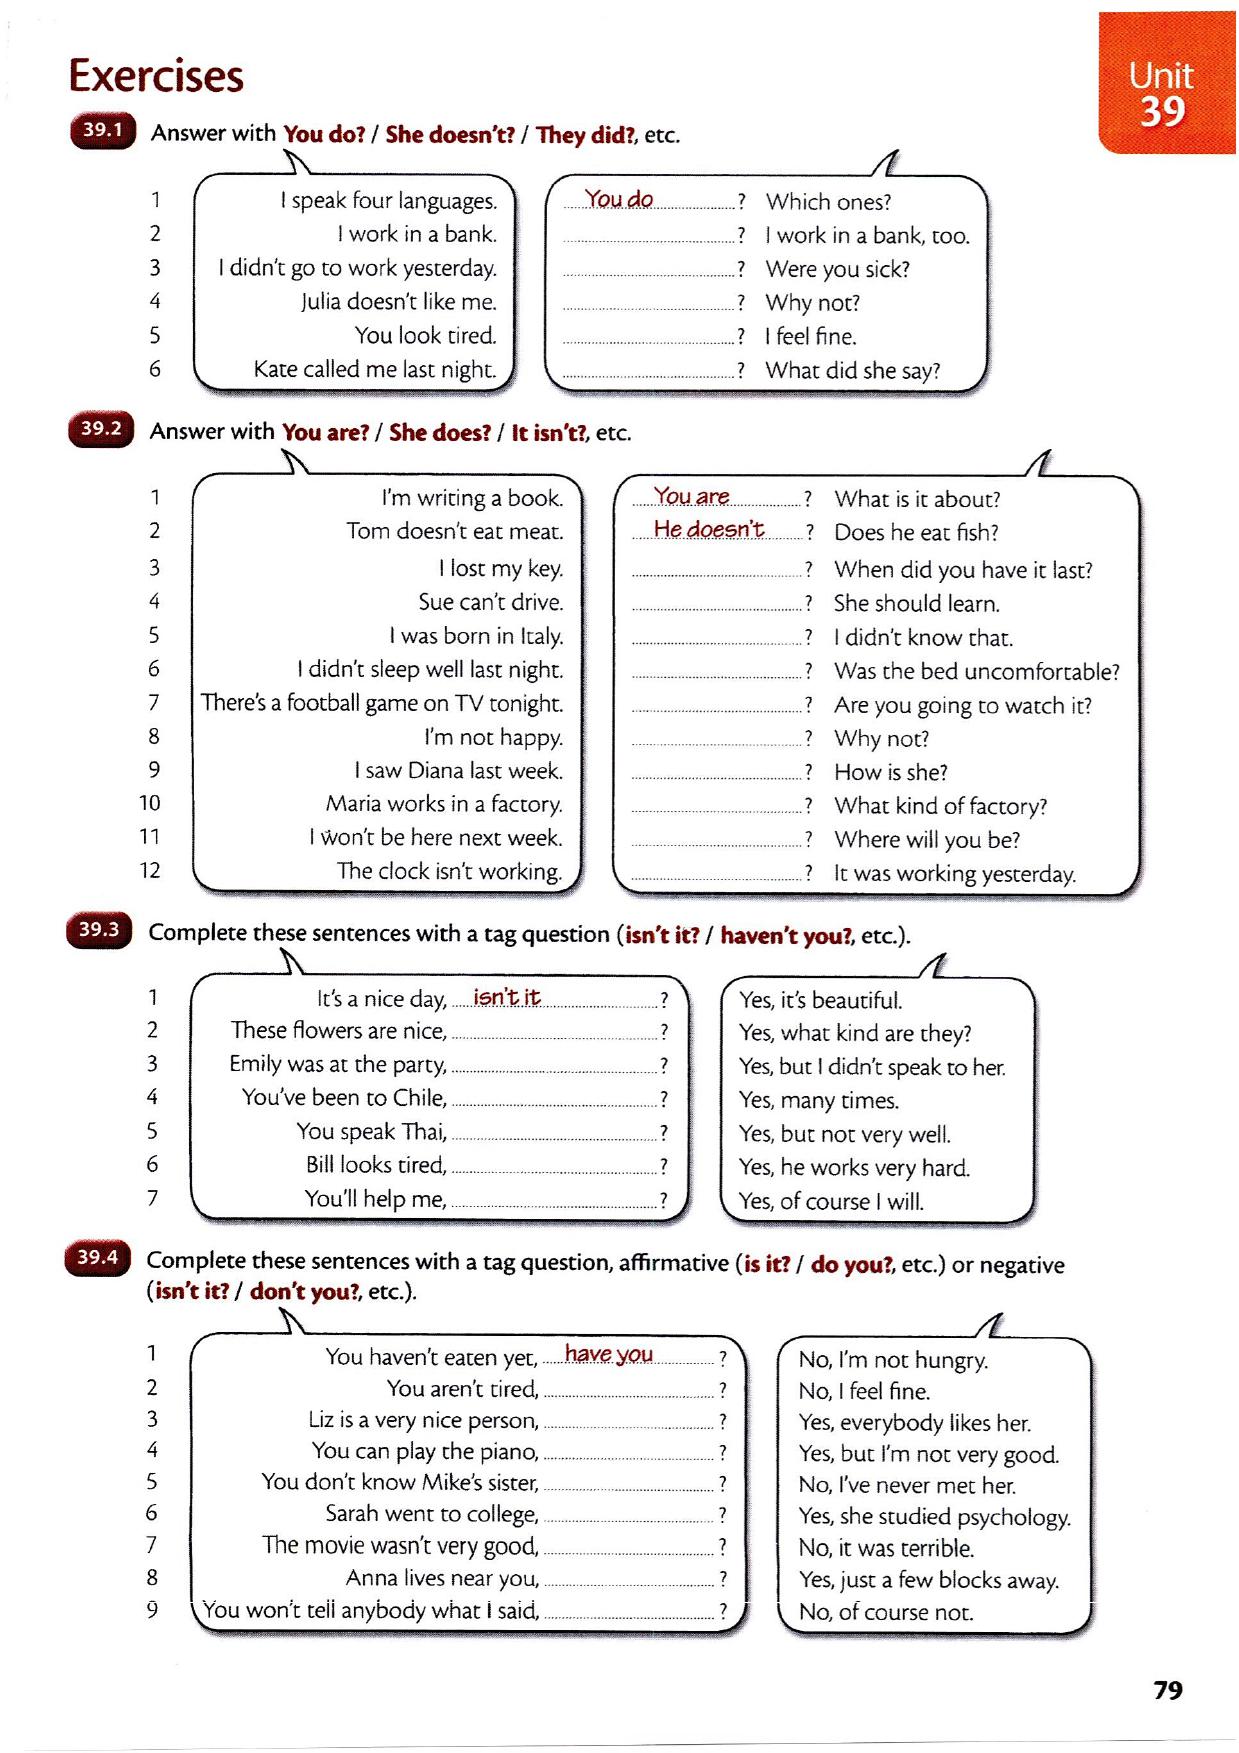 Exercises
Unit
39
39.1 Answer with You do? / She doesn't? / They did?, etc.
1 I speak four languages. You do ? Which ones?
2 I work in a bank. ? I work in a bank, too.
3 I didn't go to work yesterday. ? Were you sick?
4 Julia doesn't like me. ? Why not?
5 You look tired. ? I feel fine.
6 Kate called me last night. ? What did she say?
39.2 Answer with You are? / She does? / It isn't?, etc.
1 I'm writing a book. You are ? What is it about?
2 Tom doesn't eat meat. He doesn't ? Does he eat fish?
3 I lost my key. ? When did you have it last?
4 Sue can't drive. ? She should learn.
5 I was born in Italy. ? I didn't know that.
6 I didn't sleep well last night. ? Was the bed uncomfortable?
7 There's a football game on TV tonight. ? Are you going to watch it?
8 I'm not happy. ? Why not?
9 I saw Diana last week. ? How is she?
10 Maria works in a factory. ? What kind of factory?
11 I won't be here next week. ? Where will you be?
12 The clock isn't working. ? It was working yesterday.
39.3 Complete these sentences with a tag question (isn't it? / haven't you?, etc.).
1 It's a nice day, isn't it ? Yes, it's beautiful.
2 These flowers are nice, ? Yes, what kind are they?
3 Emily was at the party, ? Yes, but I didn't speak to her.
4 You've been to Chile, ? Yes, many times.
5 You speak Thai, ? Yes, but not very well.
6 Bill looks tired, ? Yes, he works very hard.
7 You'll help me, ? Yes, of course I will.
39.4 Complete these sentences with a tag question, affirmative (is it? / do you?, etc.) or negative
(isn't it? / don't you?, etc.).
1 You haven't eaten yet, have you ? No, I'm not hungry.
2 You aren't tired, ? No, I feel fine.
3 Liz is a very nice person, ? Yes, everybody likes her.
4 You can play the piano, ? Yes, but I'm not very good.
5 You don't know Mike's sister, ? No, I've never met her.
6 Sarah went to college, ? Yes, she studied psychology.
7 The movie wasn't very good, ? No, it was terrible.
8 Anna lives near you, ? Yes, just a few blocks away.
9 You won't tell anybody what I said, ? No, of course not.
79